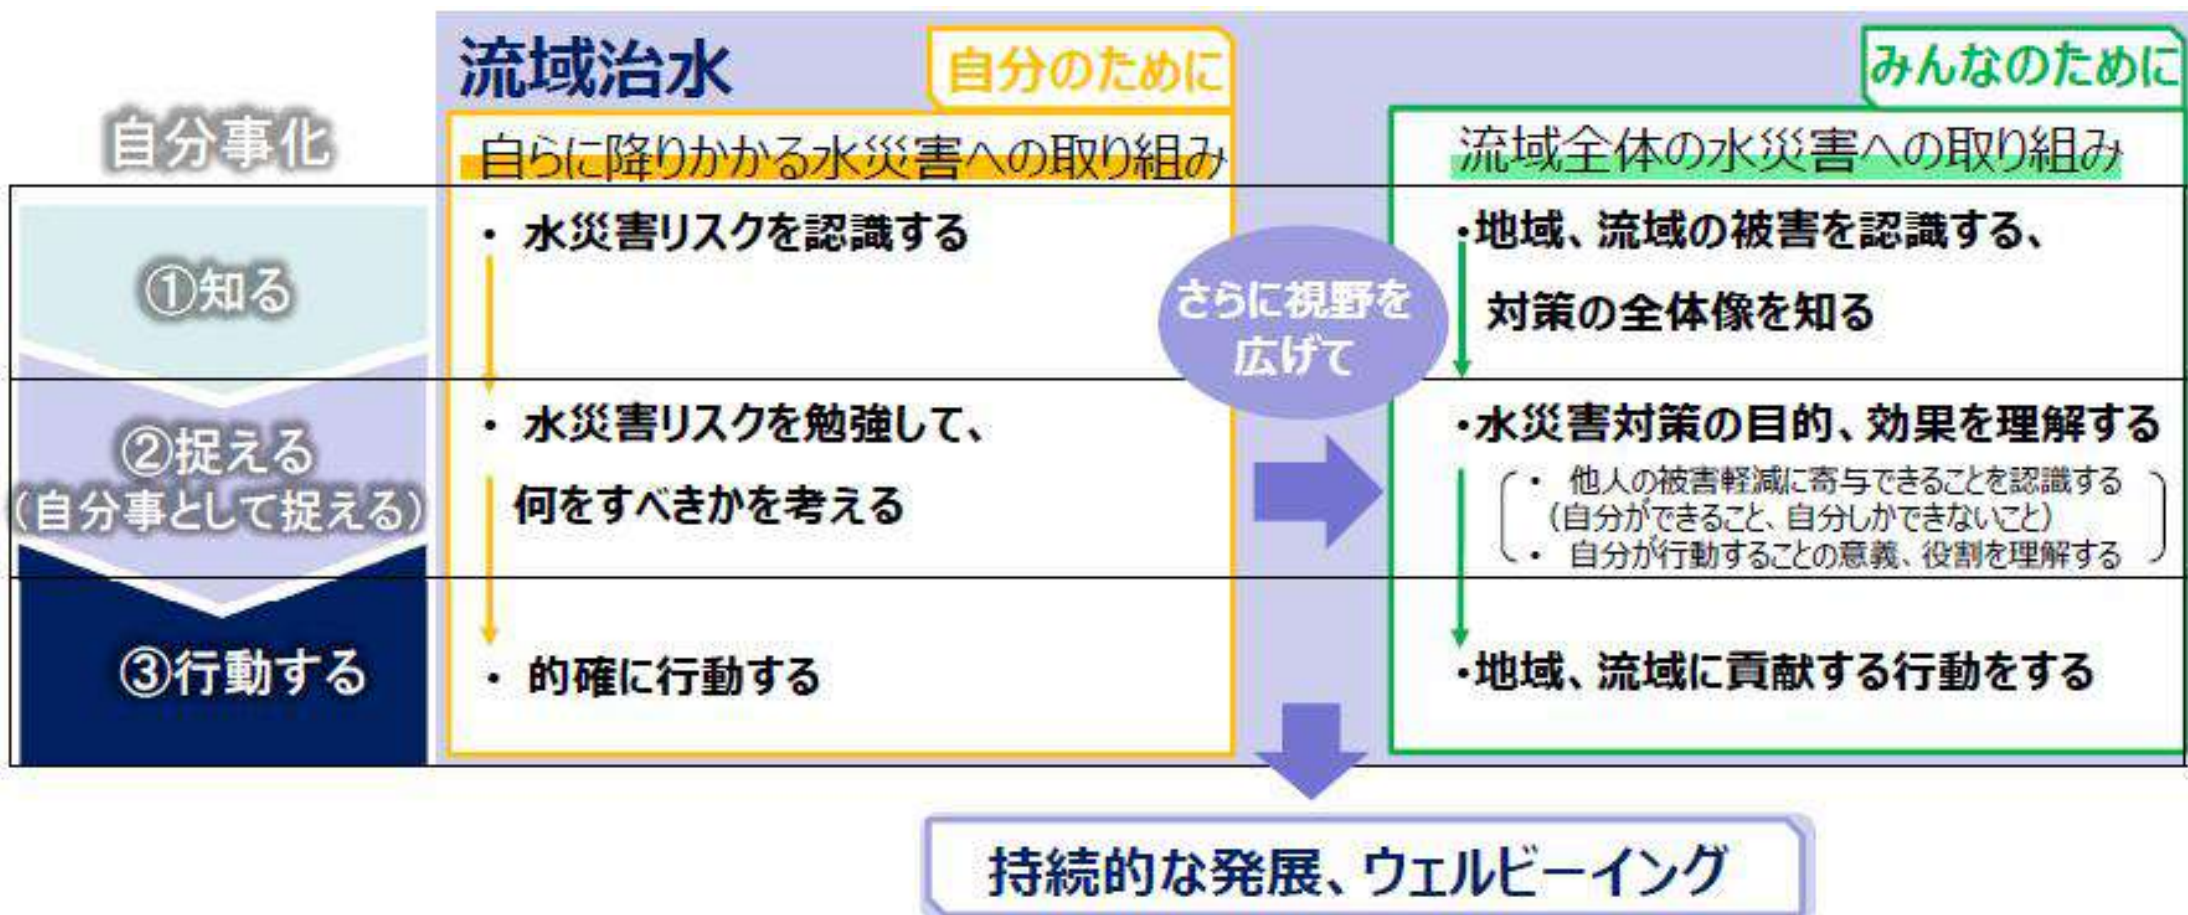 流域治水
自分のために
みんなのために
自分事化
自らに降りかかる水災害への取り組み
流域全体の水災害への取り組み
①知る
・ 水災害リスクを認識する
さらに視野を
広げて
・地域、流域の被害を認識する、
対策の全体像を知る
②捉える
(自分事として捉える)
・ 水災害リスクを勉強して、
何をすべきかを考える
・水災害対策の目的、効果を理解する
・ 他人の被害軽減に寄与できることを認識する
(自分ができること、自分しかできないこと)
・ 自分が行動することの意義、役割を理解する
③行動する
・ 的確に行動する
・地域、流域に貢献する行動をする
持続的な発展、ウェルビーイング